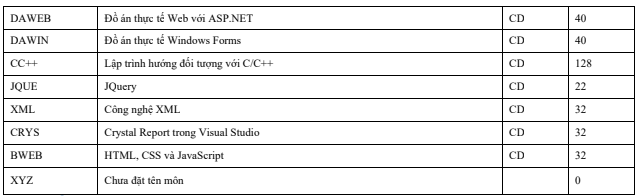 DAWEB Đồ án thực tế Web với ASP.NET CD 40
DAWIN Đồ án thực tế Windows Forms CD 40
CC++ Lập trình hướng đối tượng với C/C++ CD 128
JQUE JQuery CD 22
XML Công nghệ XML CD 32
CRYS Crystal Report trong Visual Studio CD 32
BWEB HTML, CSS và JavaScript CD 32
XYZ Chưa đặt tên môn 0